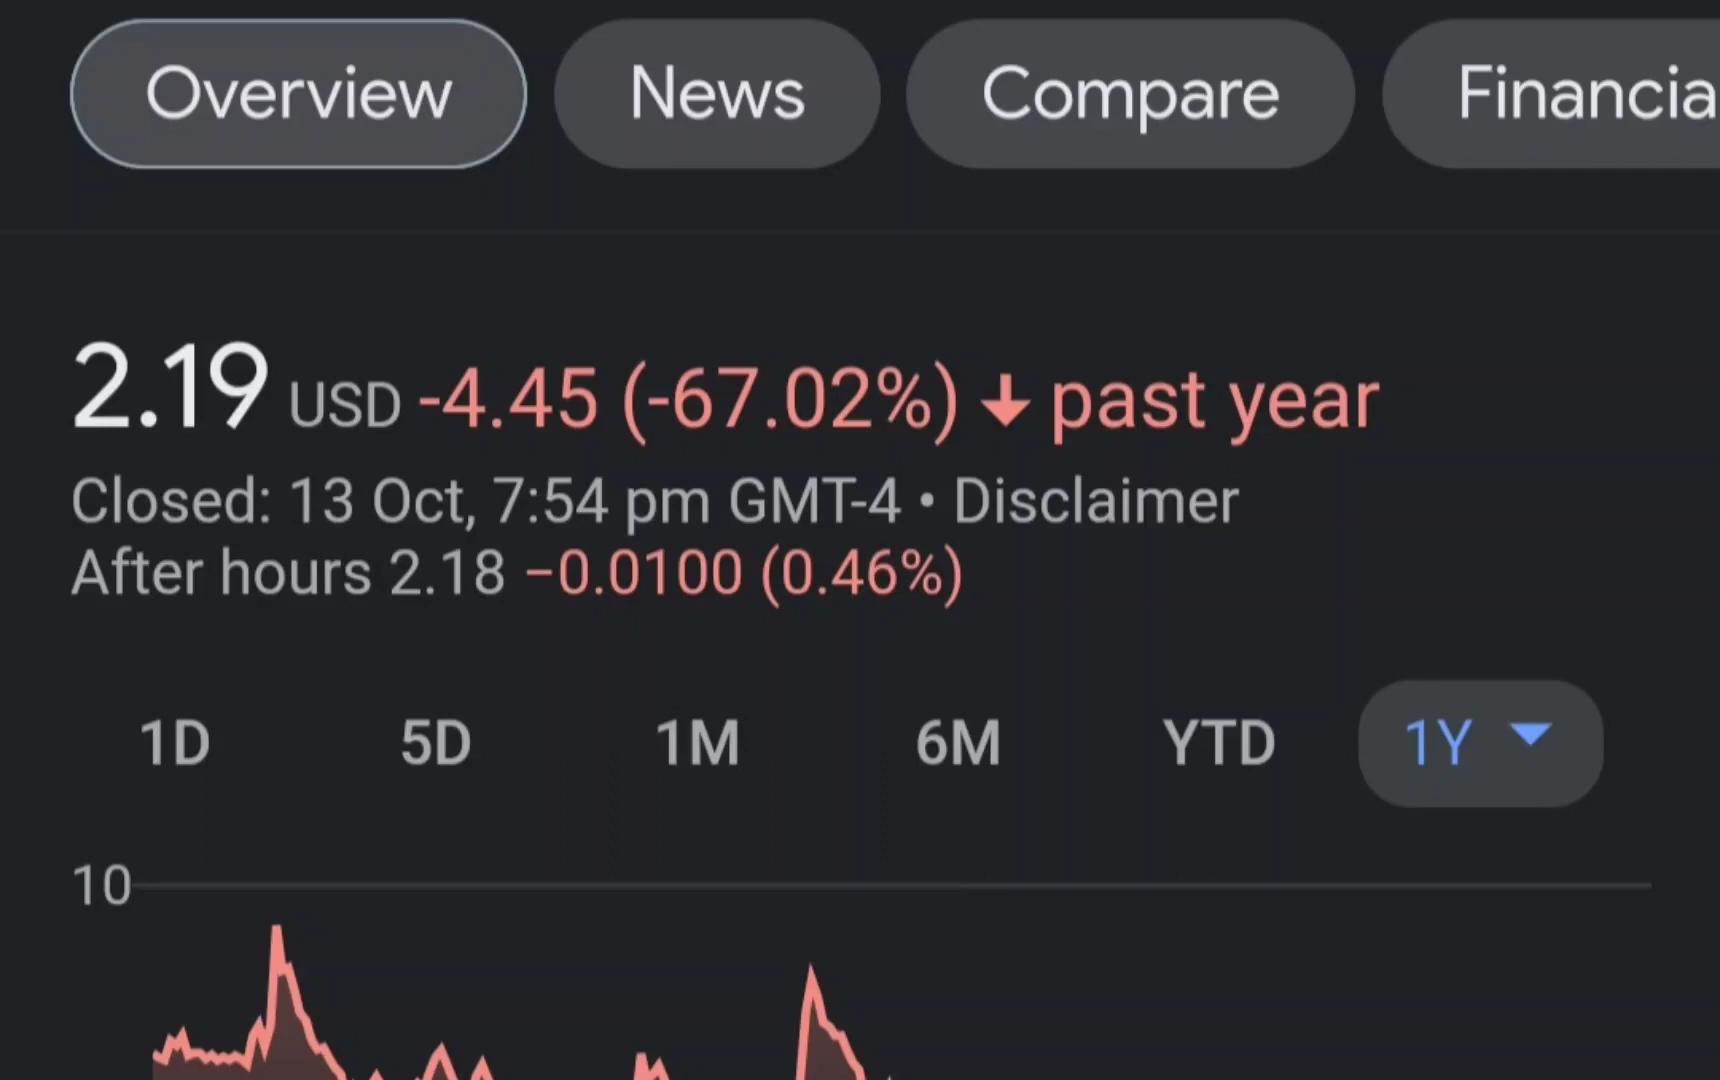 Overview News Compare Financia
2.19 USD -4.45 (-67.02%) ↓ past year
Closed: 13 Oct, 7:54 pm GMT-4 • Disclaimer
After hours 2.18 −0.0100 (0.46%)
1D 5D 1M 6M YTD 1Y
10